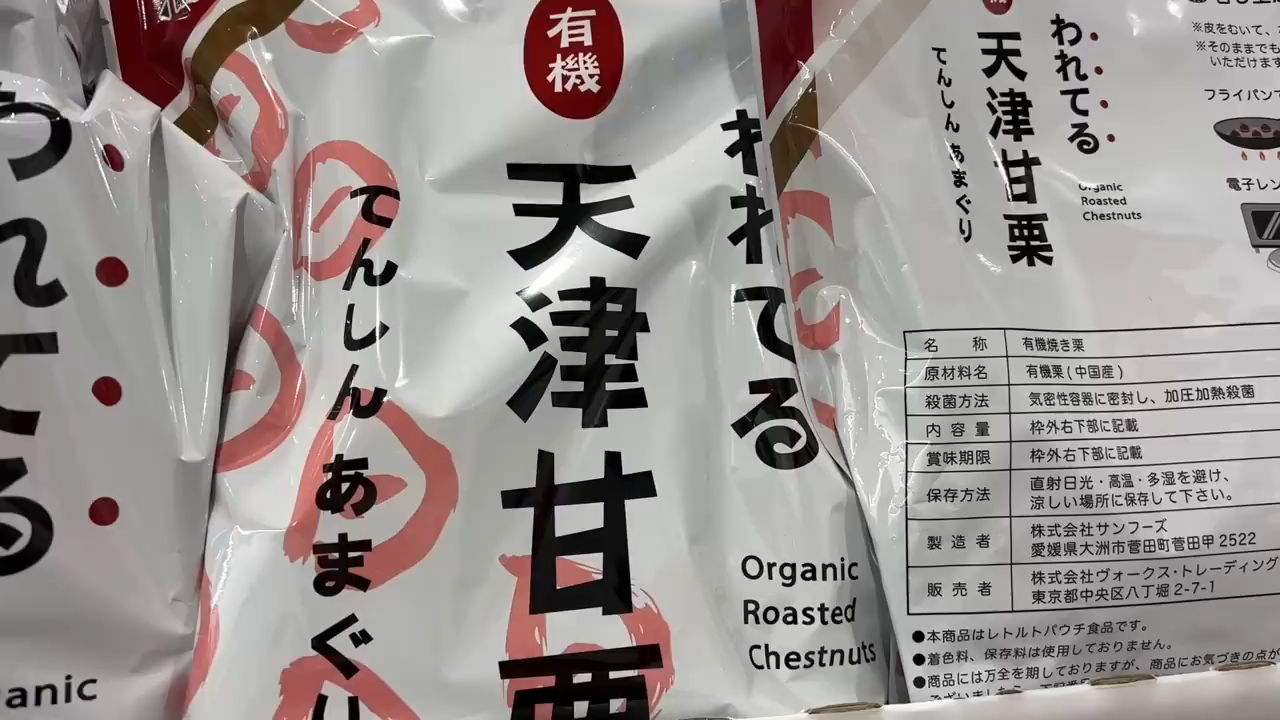 われてる
anic
有機
天津甘栗
てんしん あまぐり
われてる
Organic
Roasted
Chestnuts
われてる
天津甘栗
てんしん あまぐり
Organic
Roasted
Chestnuts
※皮をむいて、
※そのままでも
いただけます
フライパンで
電子レン
名 称 有機焼き栗
原材料名 有機栗(中国産)
殺菌方法 気密性容器に密封し、加圧加熱殺菌
内容量 枠外右下部に記載
賞味期限 枠外右下部に記載
保存方法 直射日光・高温・多湿を避け、
涼しい場所に保存して下さい。
製造者 株式会社サンフーズ
愛媛県大洲市菅田町菅田甲2522
販売者 株式会社ヴォークス・トレーディング
東京都中央区八丁堀2-7-1
●本商品はレトルトパウチ食品です。
●着色料、保存料は使用しておりません。
●商品には万全を期しておりますが、商品にお気づきの点が